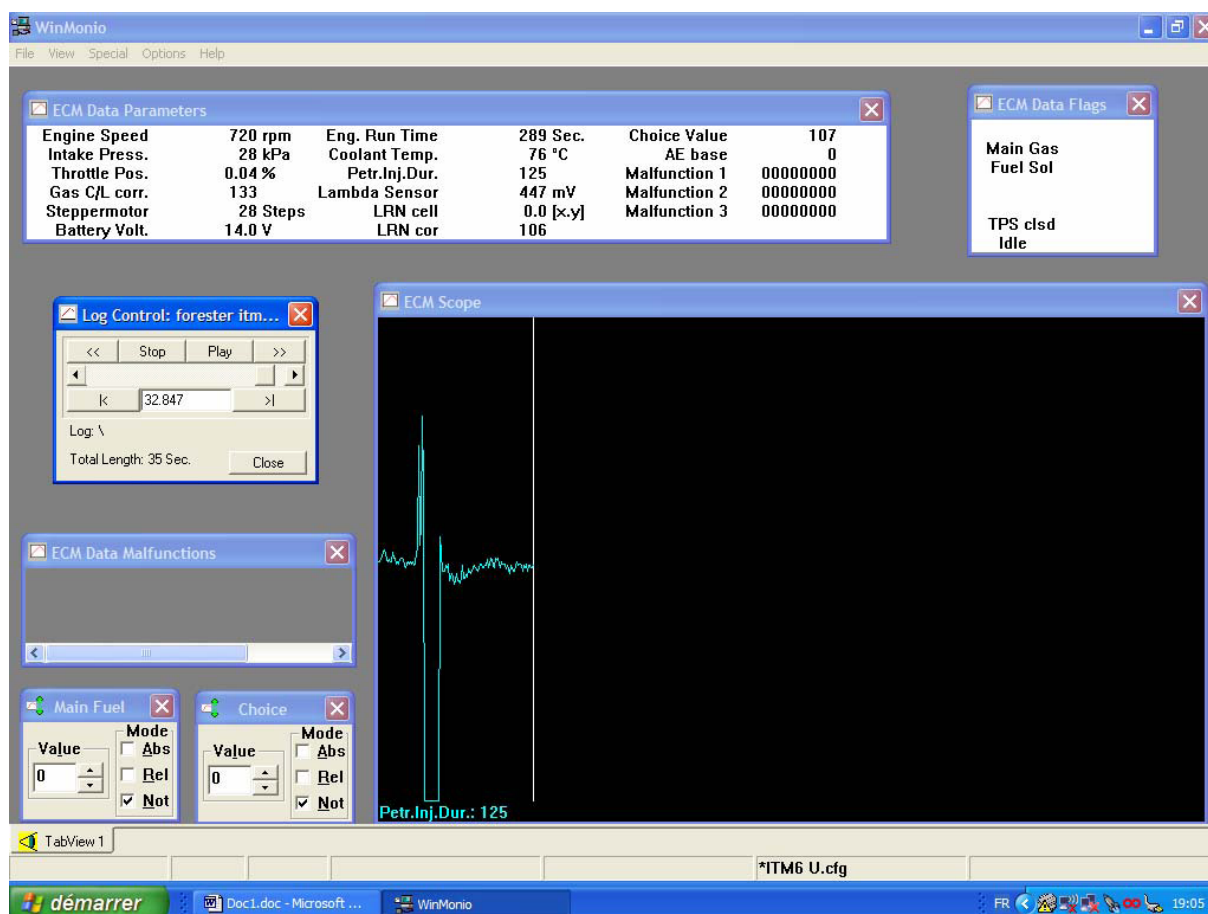 WinMonio
File View Special Options Help
ECM Data Parameters
Engine Speed 720 rpm Eng. Run Time 289 Sec. Choice Value 107
Intake Press. 28 kPa Coolant Temp. 76 °C AE base 0
Throttle Pos. 0.04 % Petr.Inj.Dur. 125 Malfunction 1 00000000
Gas C/L corr. 133 Lambda Sensor 447 mV Malfunction 2 00000000
Steppermotor 28 Steps LRN cell 0.0 [x.y] Malfunction 3 00000000
Battery Volt. 14.0 V LRN cor 106
ECM Data Flags
Main Gas
Fuel Sol
TPS clsd
Idle
Log Control: forester itm...
<< Stop Play >>
|< 32.847 >|
Log: \
Total Length: 35 Sec. Close
ECM Scope
Petr.Inj.Dur.: 125
ECM Data Malfunctions
Main Fuel
Mode
Value Abs
0 Rel
Not
Choice
Mode
Value Abs
0 Rel
Not
TabView 1
*ITM6 U.cfg
démarrer Doc1.doc - Microsoft ... WinMonio FR 19:05